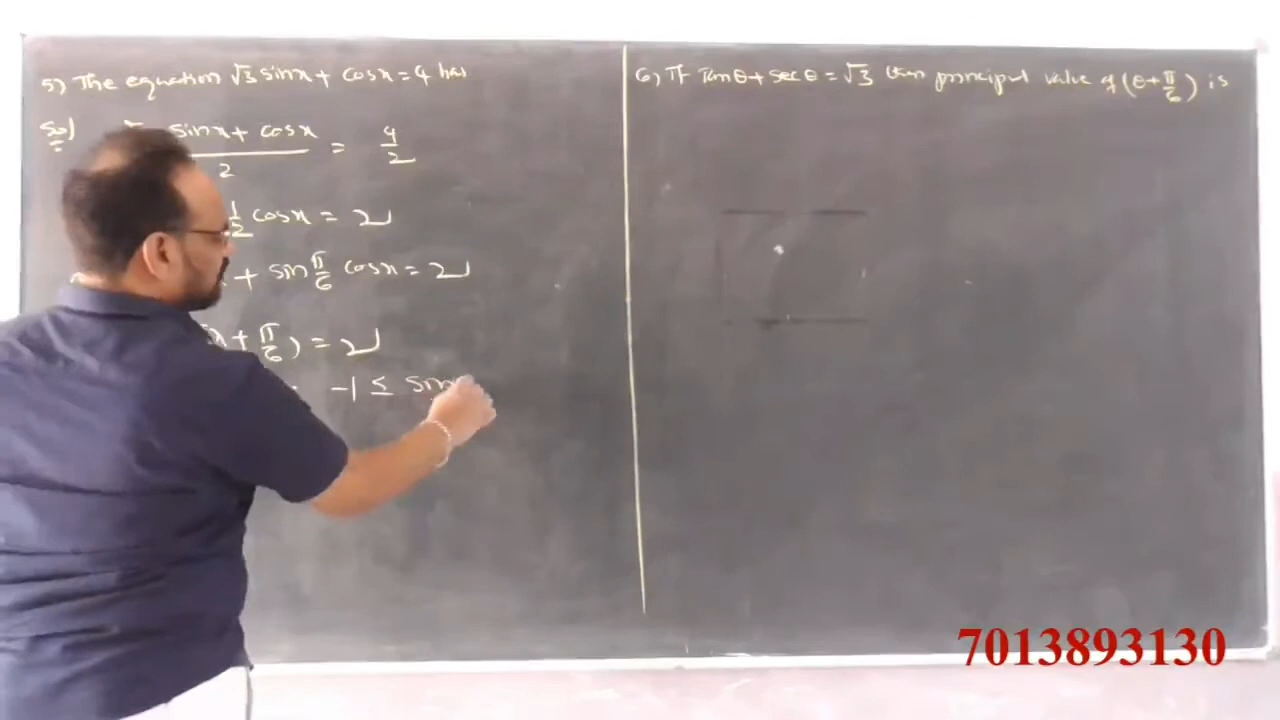 5) The equation √3 sinx + cosx = 4 has
Sol
sinx + cosx / 2 = 4/2
1/2 cosx = 2
+ sin π/6 cosx = 2
+ π/6) = 2
-1 ≤ sin
6) If Tanθ + secθ = √3 then principal value of (θ + π/6) is
7013893130